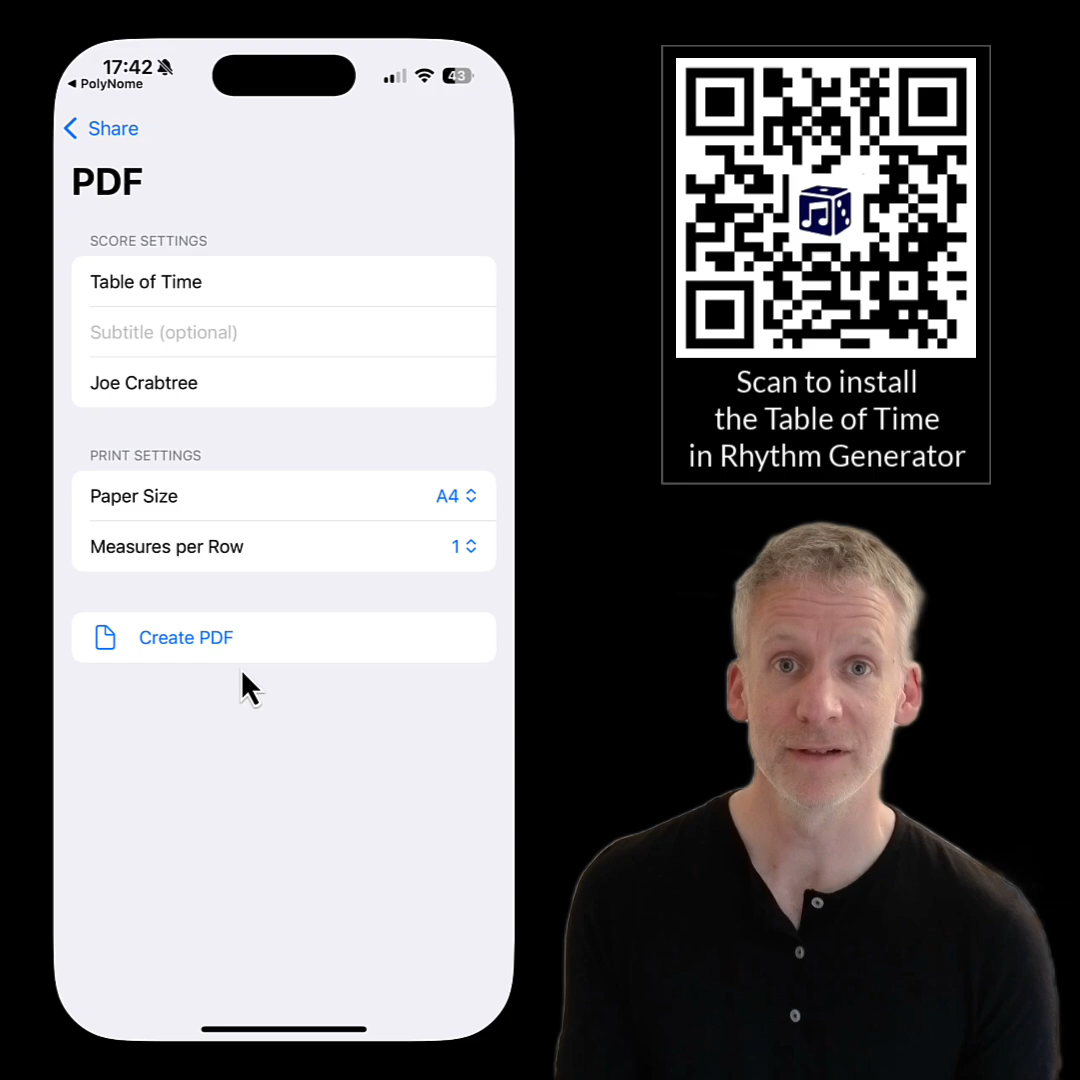 17:42
43
PolyNome
Share
PDF
SCORE SETTINGS
Table of Time
Subtitle (optional)
Joe Crabtree
PRINT SETTINGS
Paper Size
A4
Measures per Row
1
Create PDF
Scan to install
the Table of Time
in Rhythm Generator